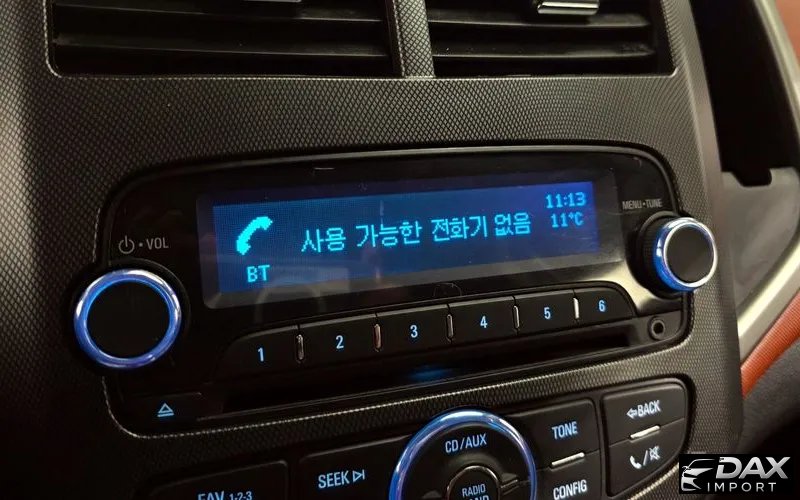 11:13
사용 가능한 전화기 없음 11°C
BT
MENU•TUNE
•VOL
1 2 3 4 5 6
CD/AUX
TONE
BACK
SEEK
RADIO
FAV 1-2-3
CONFIG
DAX
IMPORT